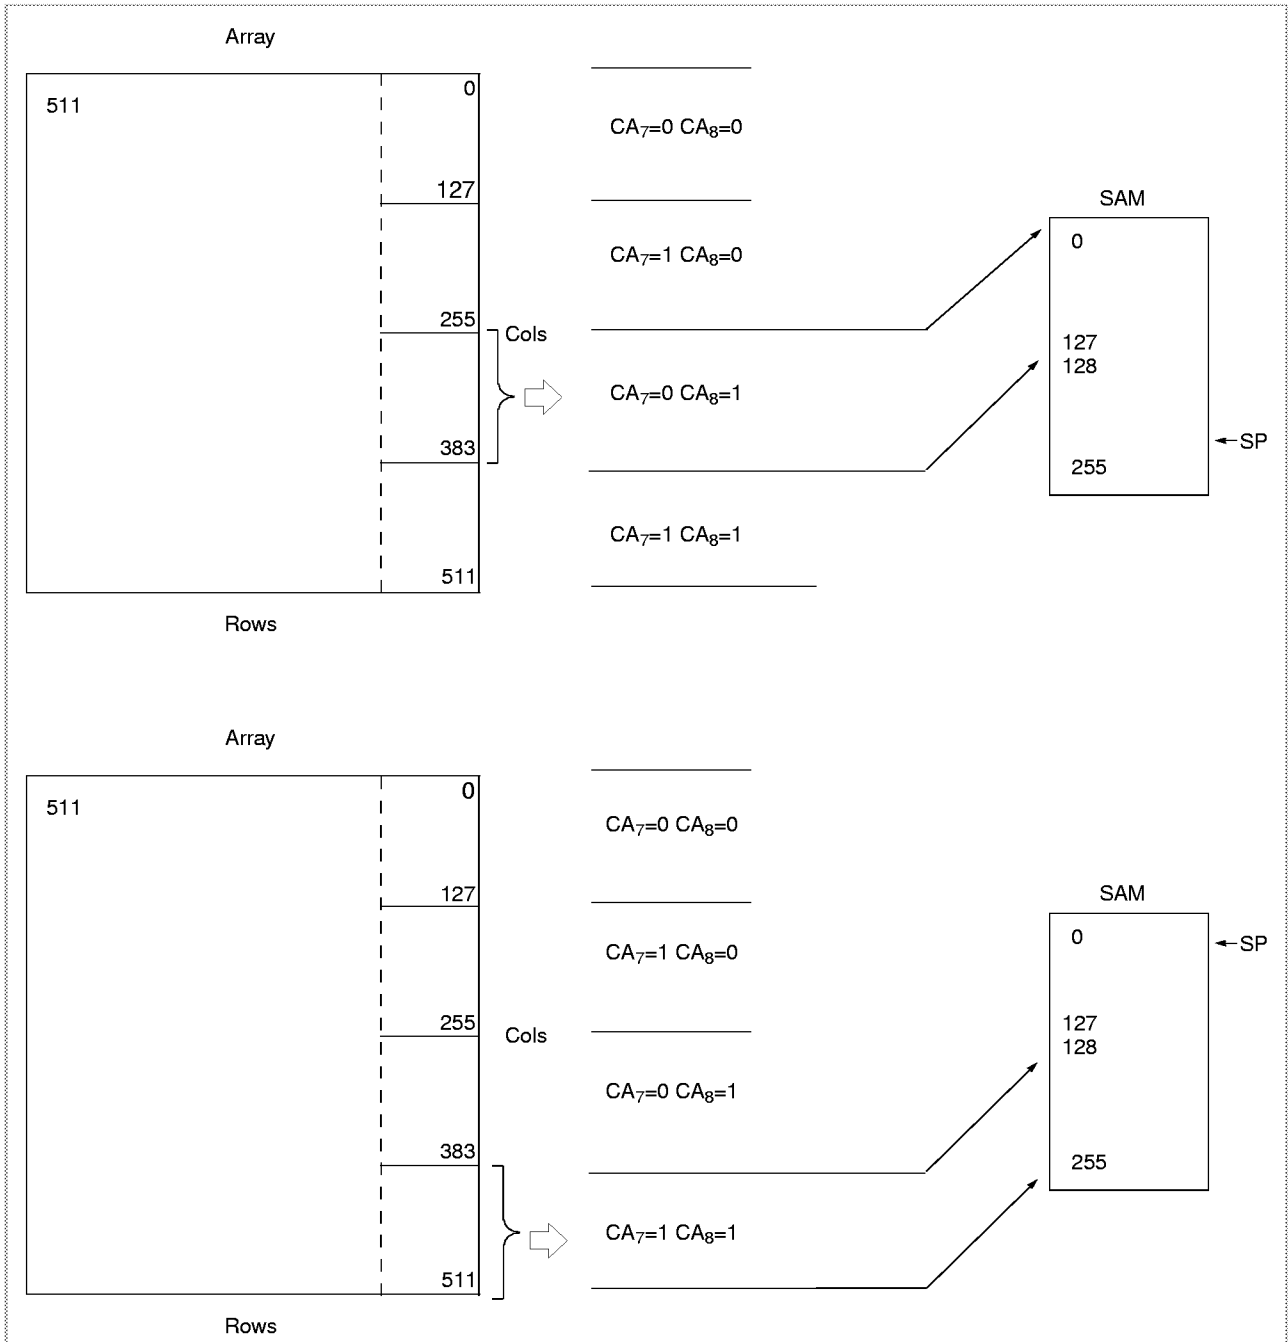 Array
511
0
127
255
383
511
Cols
Rows
CA7=0 CA8=0
CA7=1 CA8=0
CA7=0 CA8=1
CA7=1 CA8=1
SAM
0
127
128
255
SP
Array
511
0
127
255
383
511
Cols
Rows
CA7=0 CA8=0
CA7=1 CA8=0
CA7=0 CA8=1
CA7=1 CA8=1
SAM
0
127
128
255
SP